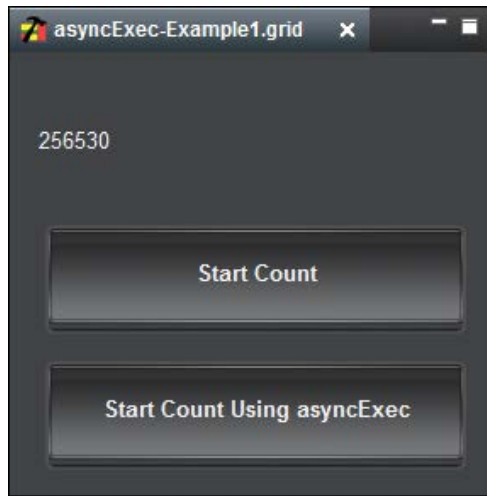 asyncExec-Example1.grid
256530
Start Count
Start Count Using asyncExec